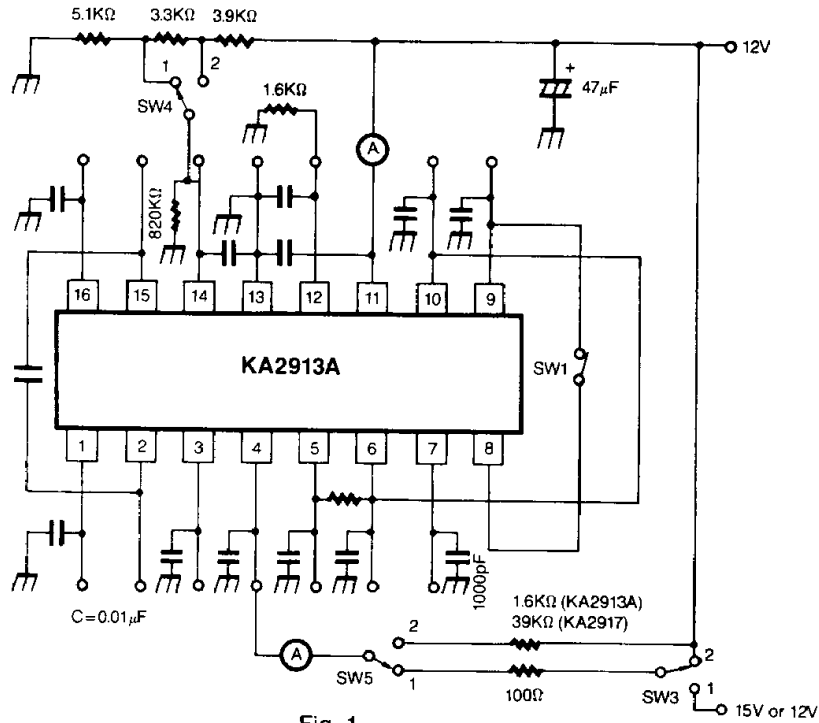 5.1KΩ 3.3KΩ 3.9KΩ
12V
1 2
+
47µF
SW4
1.6KΩ
A
820KΩ
16 15 14 13 12 11 10 9
KA2913A
SW1
1 2 3 4 5 6 7 8
1000pF
C=0.01µF
1.6KΩ (KA2913A)
39KΩ (KA2917)
2
2
A
SW5
1
100Ω
SW3
1
15V or 12V
Fig. 1